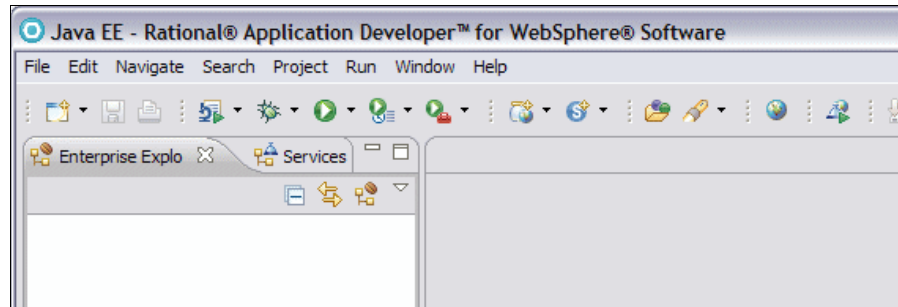 Java EE - Rational® Application Developer™ for WebSphere® Software
File Edit Navigate Search Project Run Window Help
Enterprise Explo Services